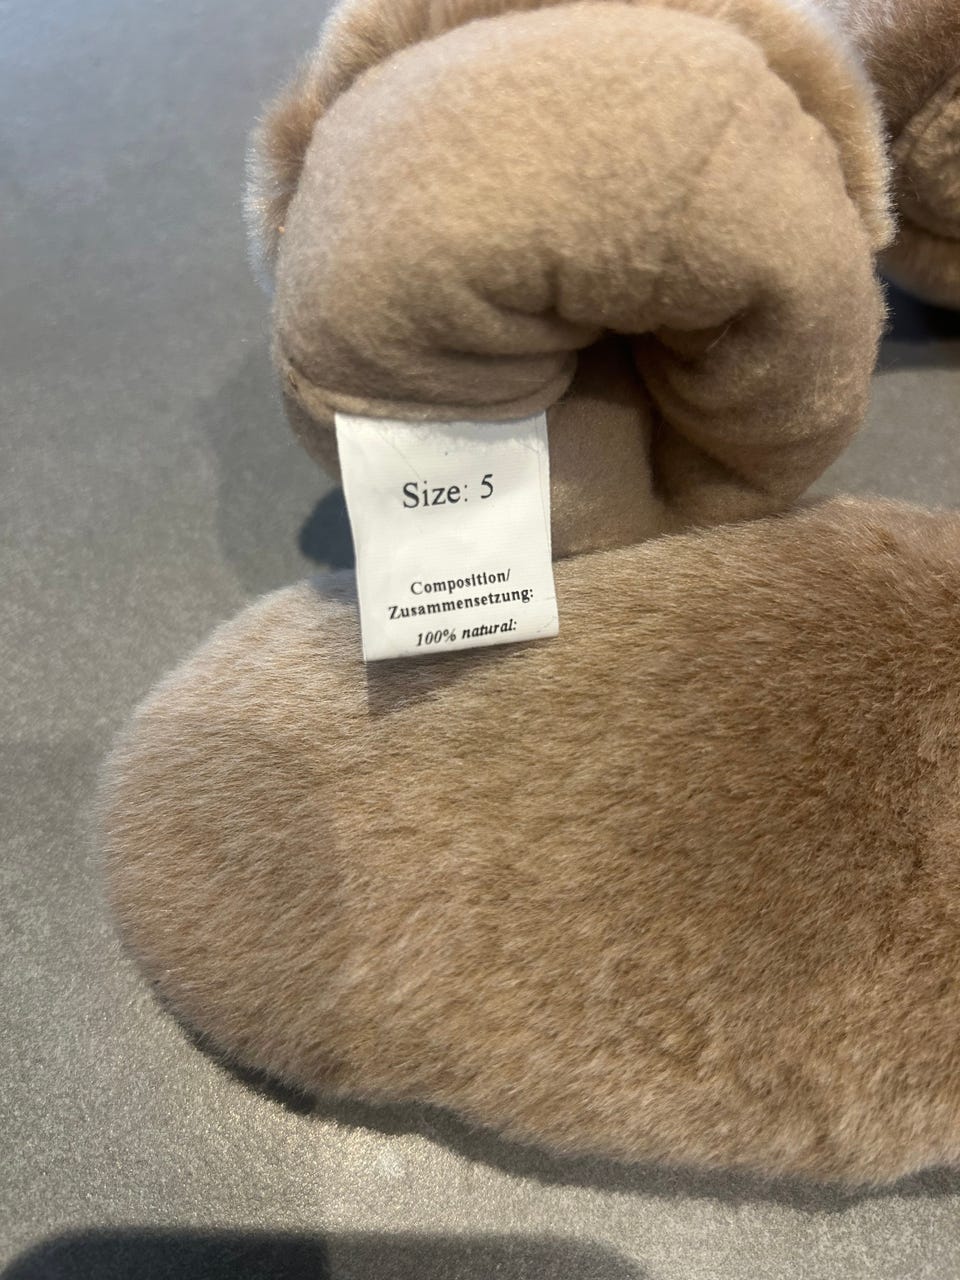 Size: 5
Composition/
Zusammensetzung:
100% natural: